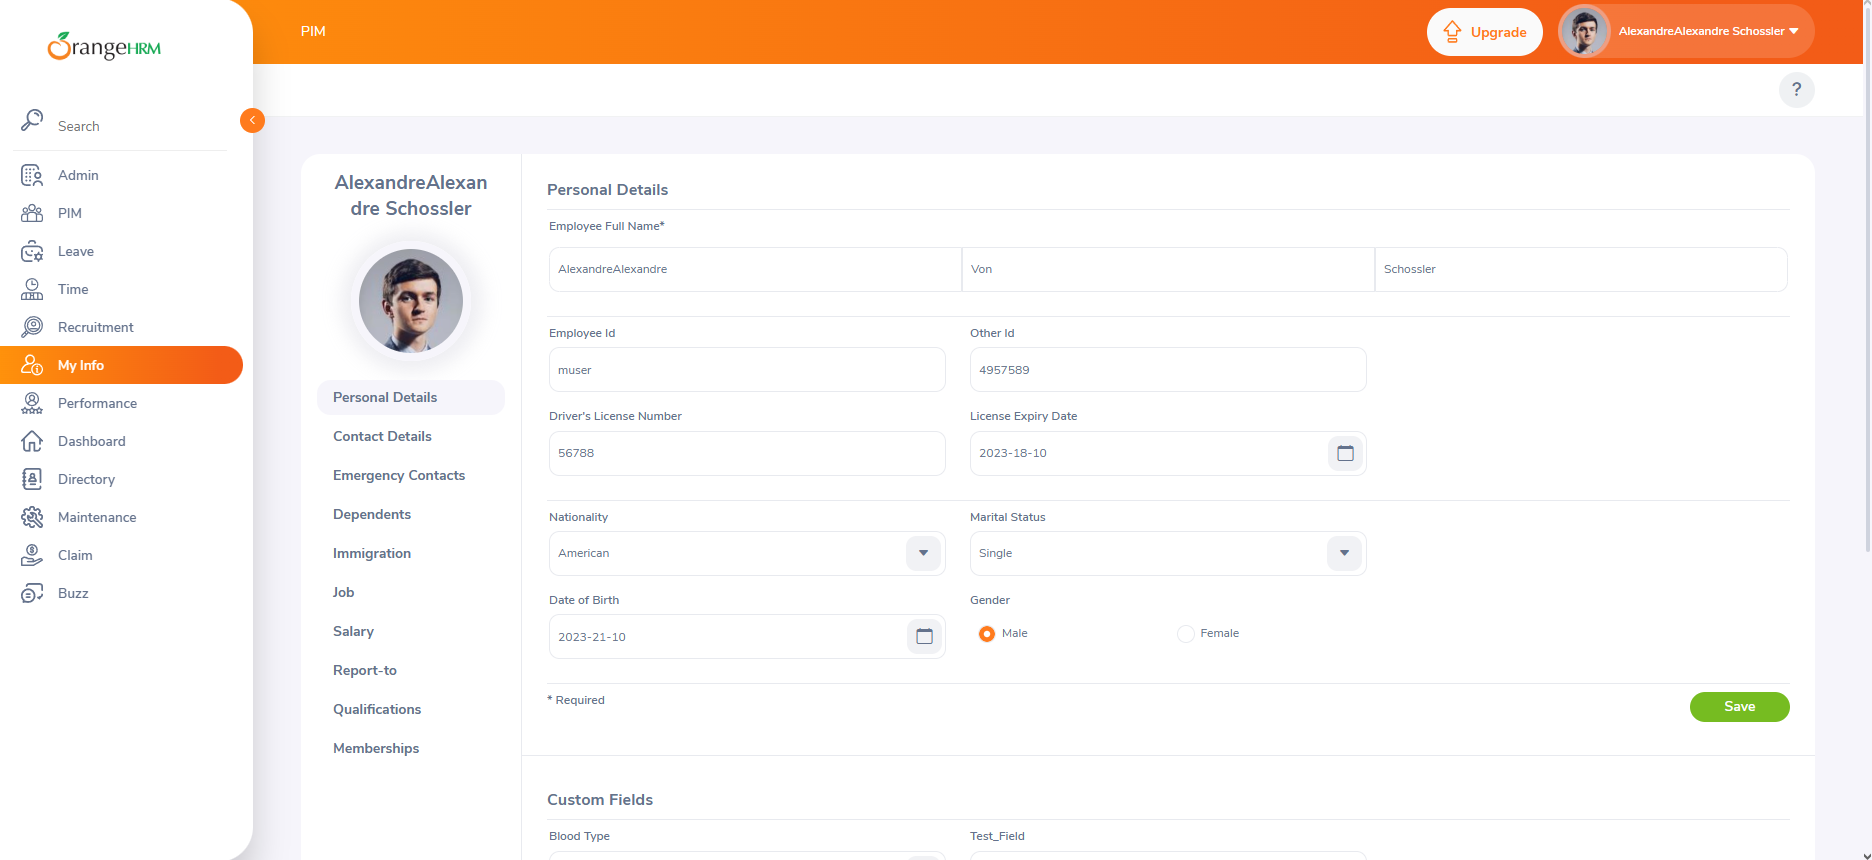 OrangeHRM
PIM
Upgrade
AlexandreAlexandre Schossler
?
Search
Admin
PIM
Leave
Time
Recruitment
My Info
Performance
Dashboard
Directory
Maintenance
Claim
Buzz
AlexandreAlexan
dre Schossler
Personal Details
Contact Details
Emergency Contacts
Dependents
Immigration
Job
Salary
Report-to
Qualifications
Memberships
Personal Details
Employee Full Name*
AlexandreAlexandre Von Schossler
Employee Id Other Id
muser 4957589
Driver's License Number License Expiry Date
56788 2023-18-10
Nationality Marital Status
American Single
Date of Birth Gender
2023-21-10 Male Female
* Required
Save
Custom Fields
Blood Type Test_Field